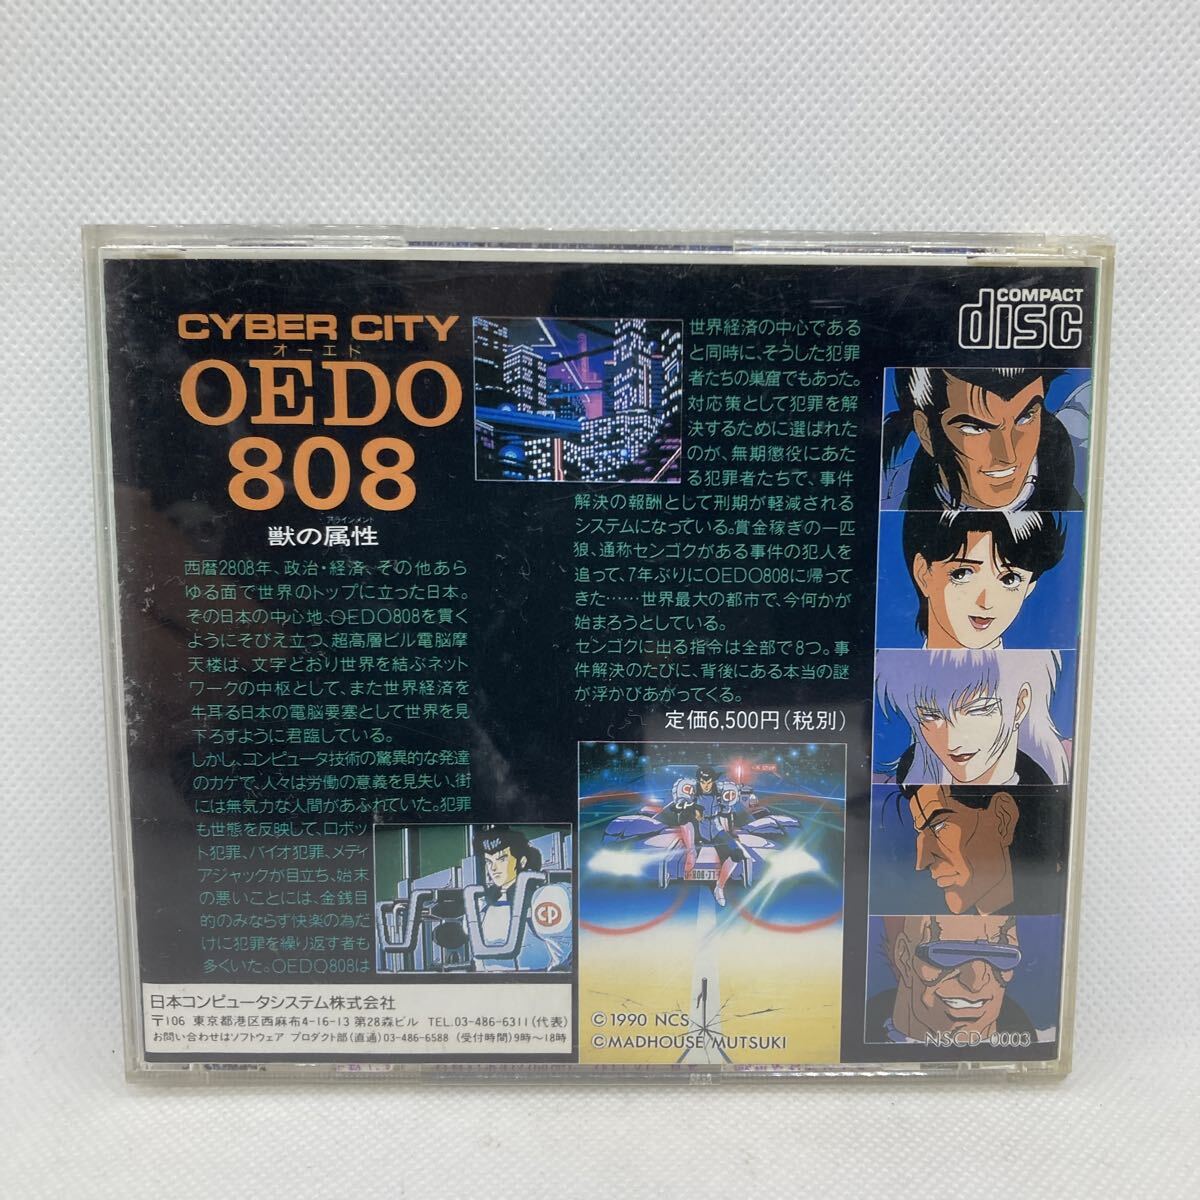 CYBER CITY
オーエド
OEDO
808
アラインメント
獣の属性
西暦2808年、政治・経済、その他あら
ゆる面で世界のトップに立った日本。
その日本の中心地、OEDO808を貫く
ようにそびえ立つ、超高層ビル電脳摩
天楼は、文字どおり世界を結ぶネット
ワークの中枢として、また世界経済を
牛耳る日本の電脳要塞として世界を見
下ろすように君臨している。
しかし、コンピュータ技術の驚異的な発達
のカゲで、人々は労働の意義を見失い、街
には無気力な人間があふれていた。犯罪
も世態を反映して、ロボッ
ト犯罪、バイオ犯罪、メディ
アジャックが目立ち、始末
の悪いことには、金銭目
的のみならず快楽の為だ
けに犯罪を繰り返す者も
多くいた。OEDO808は
世界経済の中心である
と同時に、そうした犯罪
者たちの巣窟でもあった。
対応策として犯罪を解
決するために選ばれた
のが、無期懲役にあた
る犯罪者たちで、事件
解決の報酬として刑期が軽減される
システムになっている。賞金稼ぎの一匹
狼、通称センゴクがある事件の犯人を
追って、7年ぶりにOEDO808に帰って
きた……世界最大の都市で、今何かが
始まろうとしている。
センゴクに出る指令は全部で8つ。事
件解決のたびに、背後にある本当の謎
が浮かびあがってくる。
定価6,500円(税別)
COMPACT
disc
CP
CP
808・JT
©1990 NCS
©MADHOUSE MUTSUKI
NSCD 0003
日本コンピュータシステム株式会社
〒106 東京都港区西麻布4-16-13 第28森ビル TEL.03-486-6311(代表)
お問い合わせはソフトウェア プロダクト部(直通)03-486-6588 (受付時間)9時〜18時